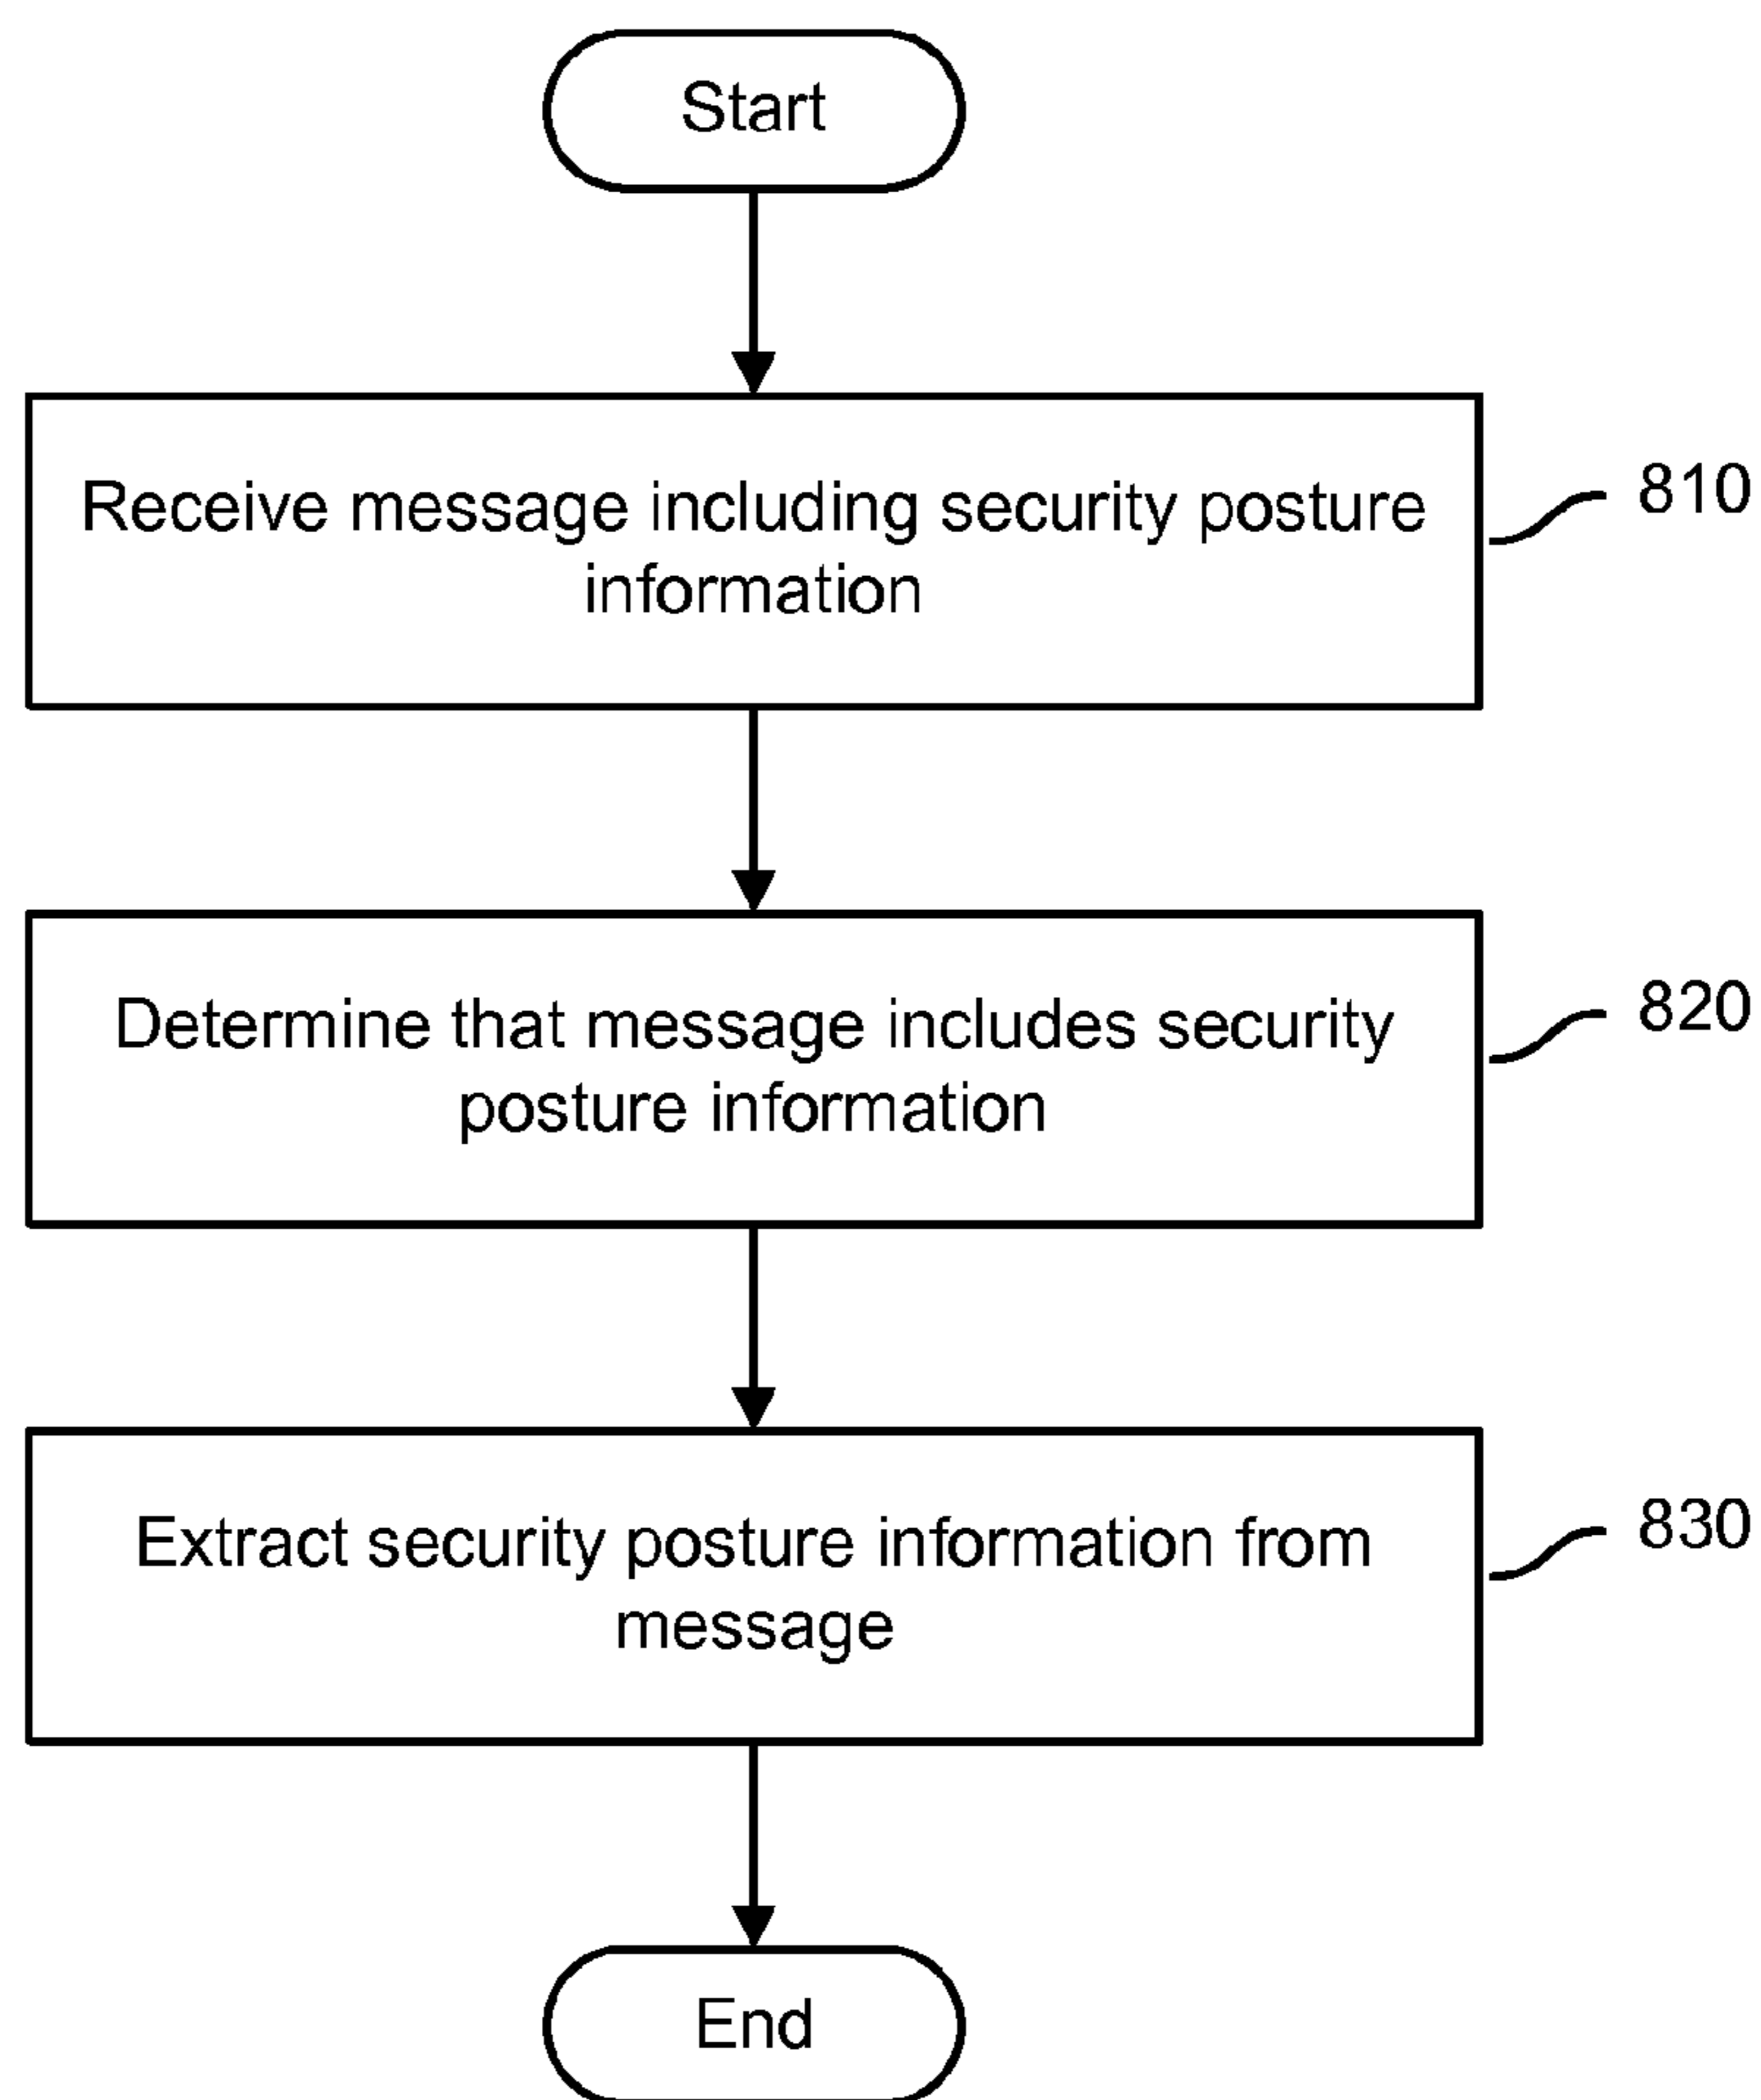 Start
Receive message including security posture
information
810
Determine that message includes security
posture information
820
Extract security posture information from
message
830
End